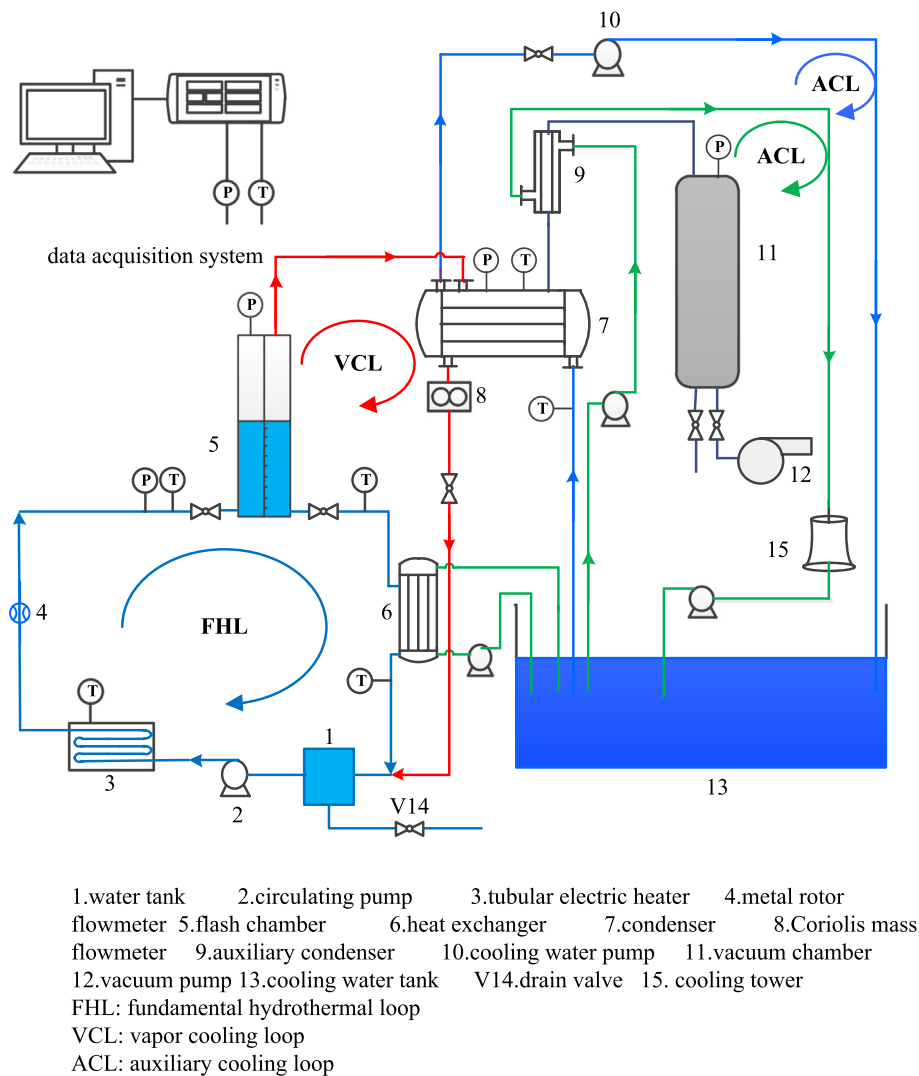 10
ACL
P
ACL
9
P
T
11
data acquisition system
P
T
P
7
VCL
8
T
5
12
P
T
T
15
4
6
FHL
T
T
1
3
2
V14
13
1.water tank 2.circulating pump 3.tubular electric heater 4.metal rotor
flowmeter 5.flash chamber 6.heat exchanger 7.condenser 8.Coriolis mass
flowmeter 9.auxiliary condenser 10.cooling water pump 11.vacuum chamber
12.vacuum pump 13.cooling water tank V14.drain valve 15. cooling tower
FHL: fundamental hydrothermal loop
VCL: vapor cooling loop
ACL: auxiliary cooling loop